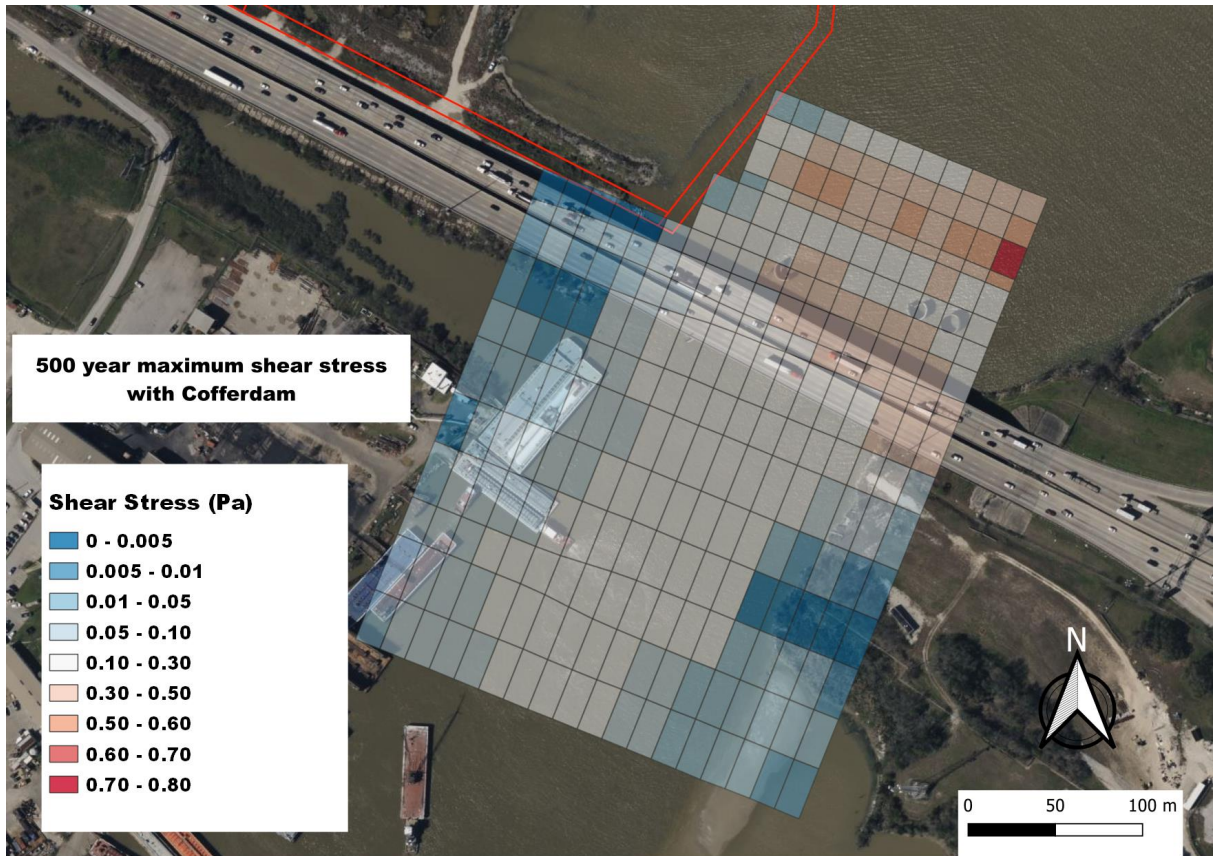 500 year maximum shear stress
with Cofferdam
Shear Stress (Pa)
0 - 0.005
0.005 - 0.01
0.01 - 0.05
0.05 - 0.10
0.10 - 0.30
0.30 - 0.50
0.50 - 0.60
0.60 - 0.70
0.70 - 0.80
N
0 50 100 m